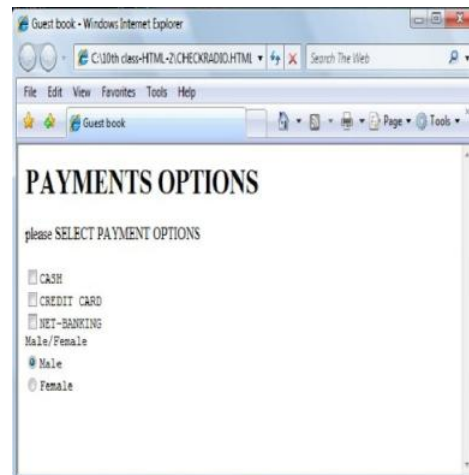 Guest book - Windows Internet Explorer
C:\10th class-HTML-2\CHECKRADIO.HTML Search The Web
File Edit View Favorites Tools Help
Guest book Page Tools
PAYMENTS OPTIONS
please SELECT PAYMENT OPTIONS
CASH
CREDIT CARD
NET-BANKING
Male/Female
Male
Female